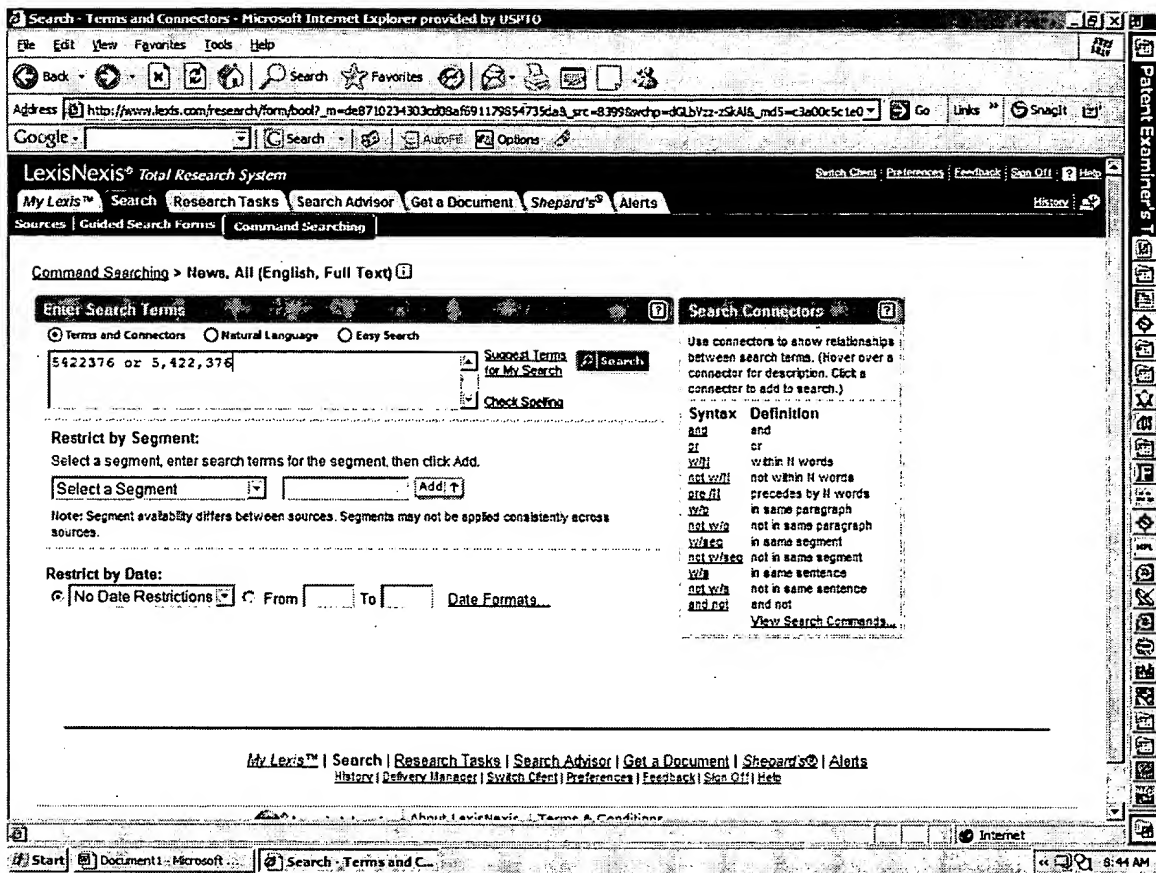 Search - Terms and Connectors - Microsoft Internet Explorer provided by USPTO
File Edit View Favorites Tools Help
Back Search Favorites
Address http://www.lexis.com/research/form/bool?_m=de8710234303cd08af691179854735da&_src=8399&wchp=dGLbVzz-zSkAl&_md5=c3a00c5c1e0 Go Links » SnagIt
Google - Search AutoFill Options
Patent Examiner's T
LexisNexis® Total Research System
Switch Client Preferences Feedback Sign Off ? Help
My Lexis™ Search Research Tasks Search Advisor Get a Document Shepard's® Alerts
History
Sources Guided Search Forms Command Searching
Command Searching > News, All (English, Full Text) i
Enter Search Terms ?
Terms and Connectors Natural Language Easy Search
5422376 or 5,422,376
Suggest Terms
for My Search
Search
Check Spelling
Restrict by Segment:
Select a segment, enter search terms for the segment, then click Add.
Select a Segment Add ↑
Note: Segment availability differs between sources. Segments may not be applied consistently across
sources.
Restrict by Date:
No Date Restrictions From To Date Formats...
Search Connectors ?
Use connectors to show relationships
between search terms. (Hover over a
connector for description. Click a
connector to add to search.)
Syntax Definition
and and
or or
w/N within N words
not w/N not within N words
pre /N precedes by N words
w/p in same paragraph
not w/p not in same paragraph
w/seg in same segment
not w/seg not in same segment
w/s in same sentence
not w/s not in same sentence
and not and not
View Search Commands...
My Lexis™ | Search | Research Tasks | Search Advisor | Get a Document | Shepard's® | Alerts
History | Delivery Manager | Switch Client | Preferences | Feedback | Sign Off | Help
About LexisNexis | Terms & Conditions
Internet
Start Document1 - Microsoft ... Search - Terms and C... « 8:44 AM